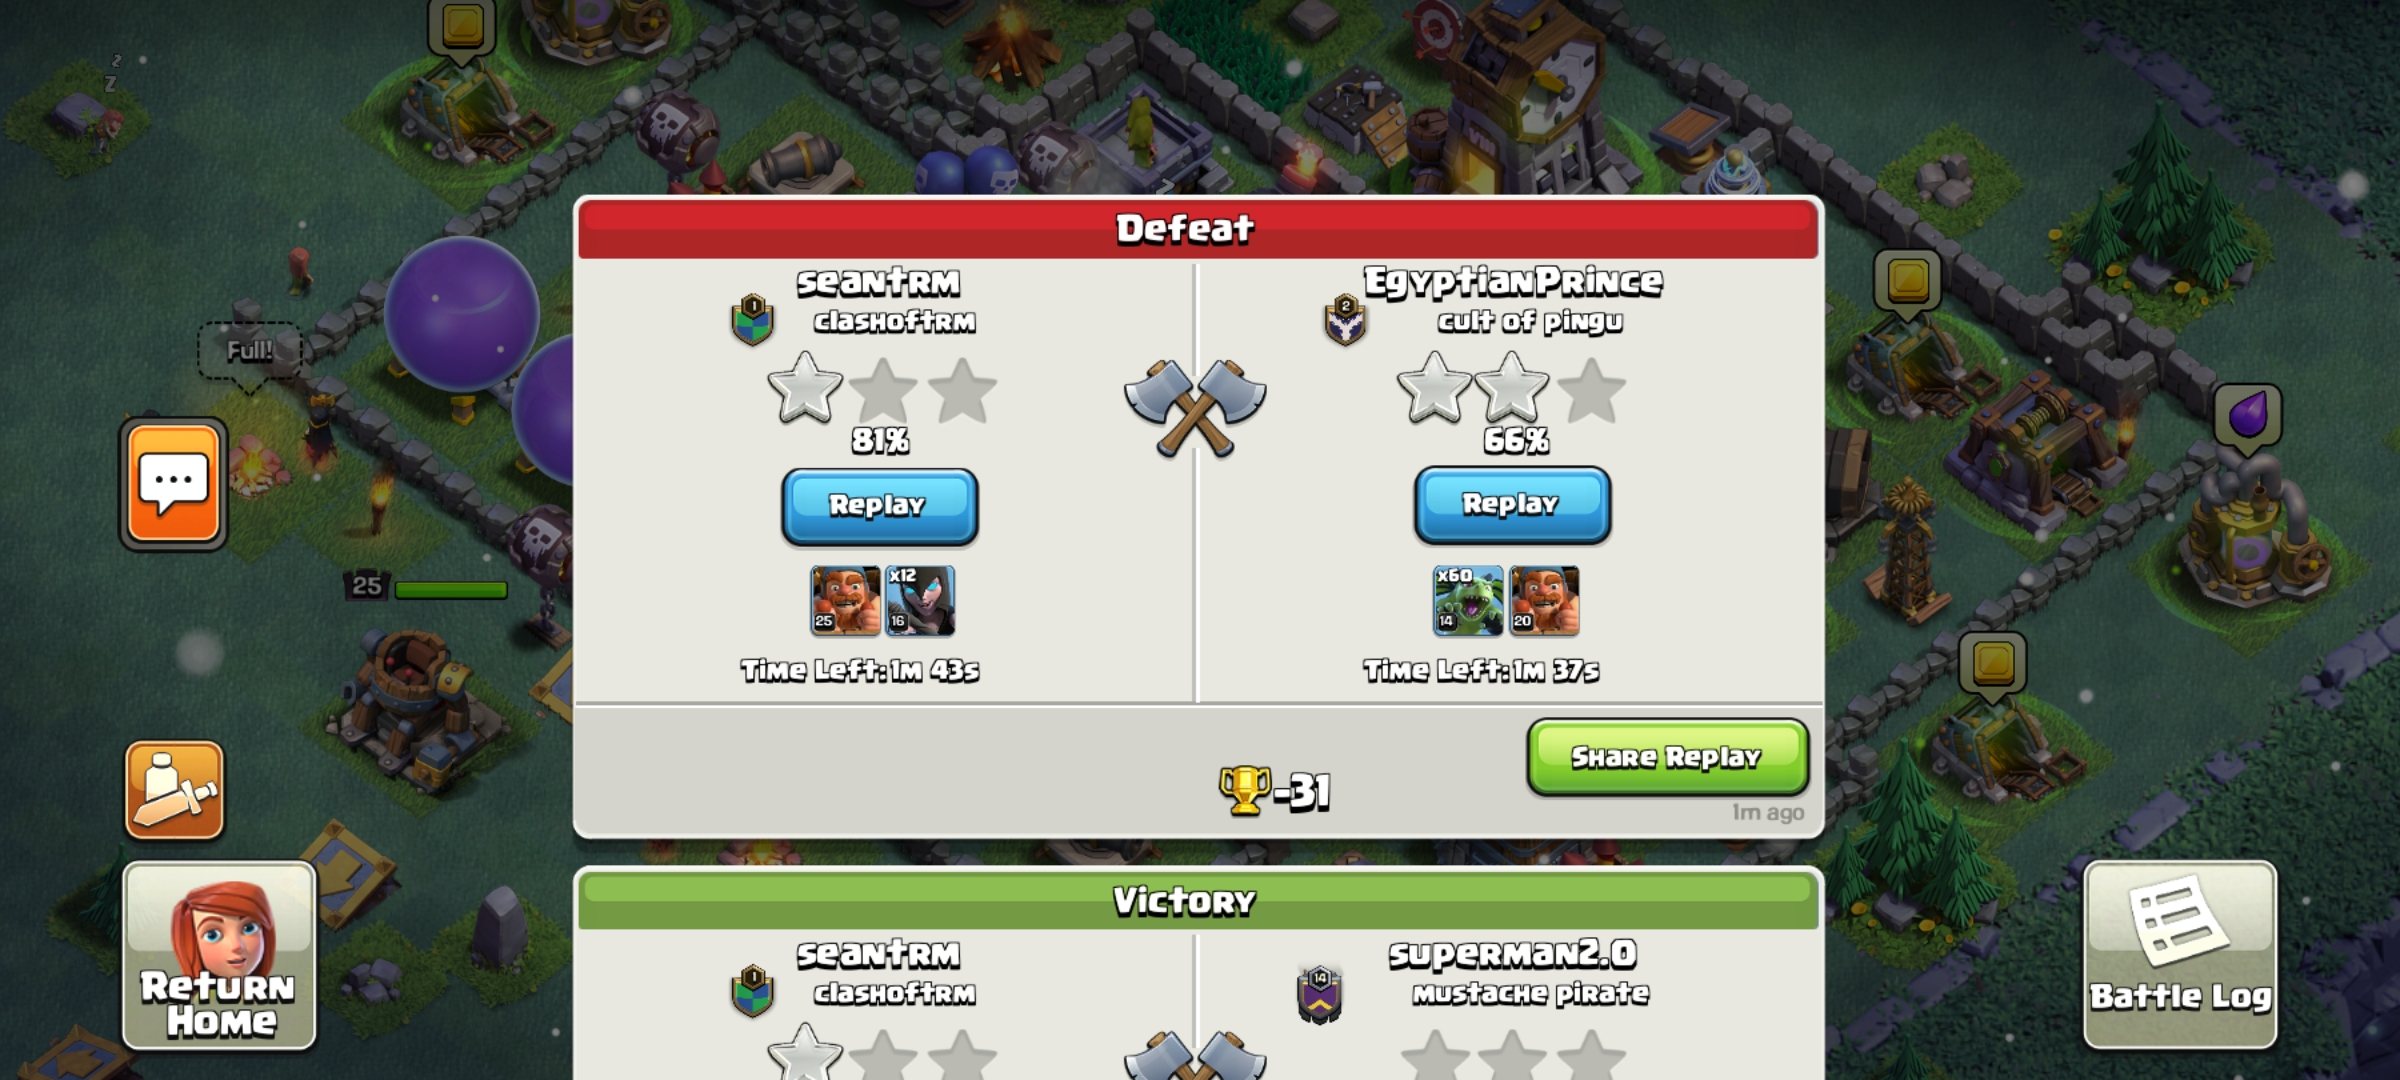 z
z
Full!
25
Defeat
seantrm
1
clashoftrm
81%
Replay
25
x12
16
Time Left:1m 43s
EgyptianPrince
2
cult of pingu
66%
Replay
x60
14
20
Time Left:1m 37s
-31
Share Replay
1m ago
Victory
seantrm
1
clashoftrm
superman2.0
14
mustache pirate
Return
Home
Battle Log